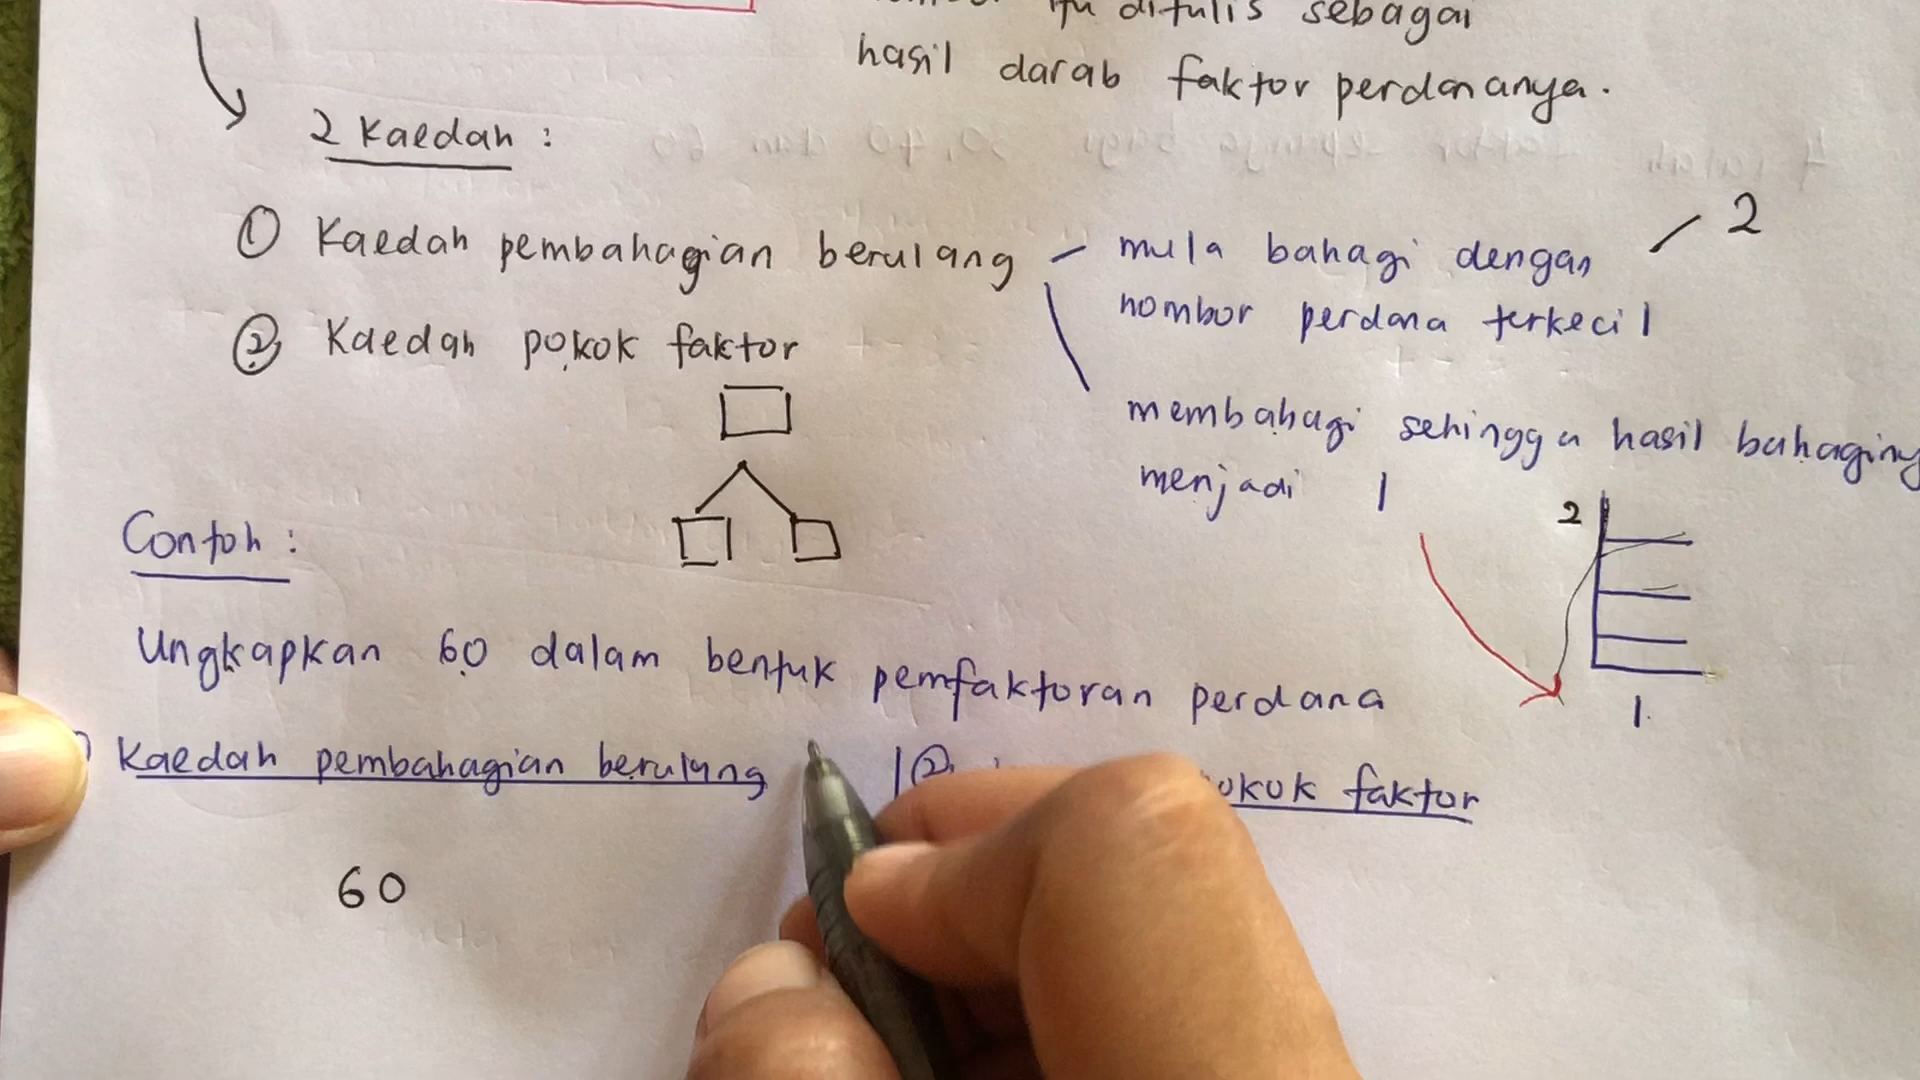 itu ditulis sebagai
hasil darab faktor perdananya.
2 Kaedah :
① Kaedah pembahagian berulang
② Kaedah pokok faktor
mula bahagi dengan
nombor perdana terkecil
2
membahagi sehingga hasil bahaginy
menjadi 1
2
1.
Contoh :
Ungkapkan 60 dalam bentuk pemfaktoran perdana
Kaedah pembahagian berulang
② okok faktor
60